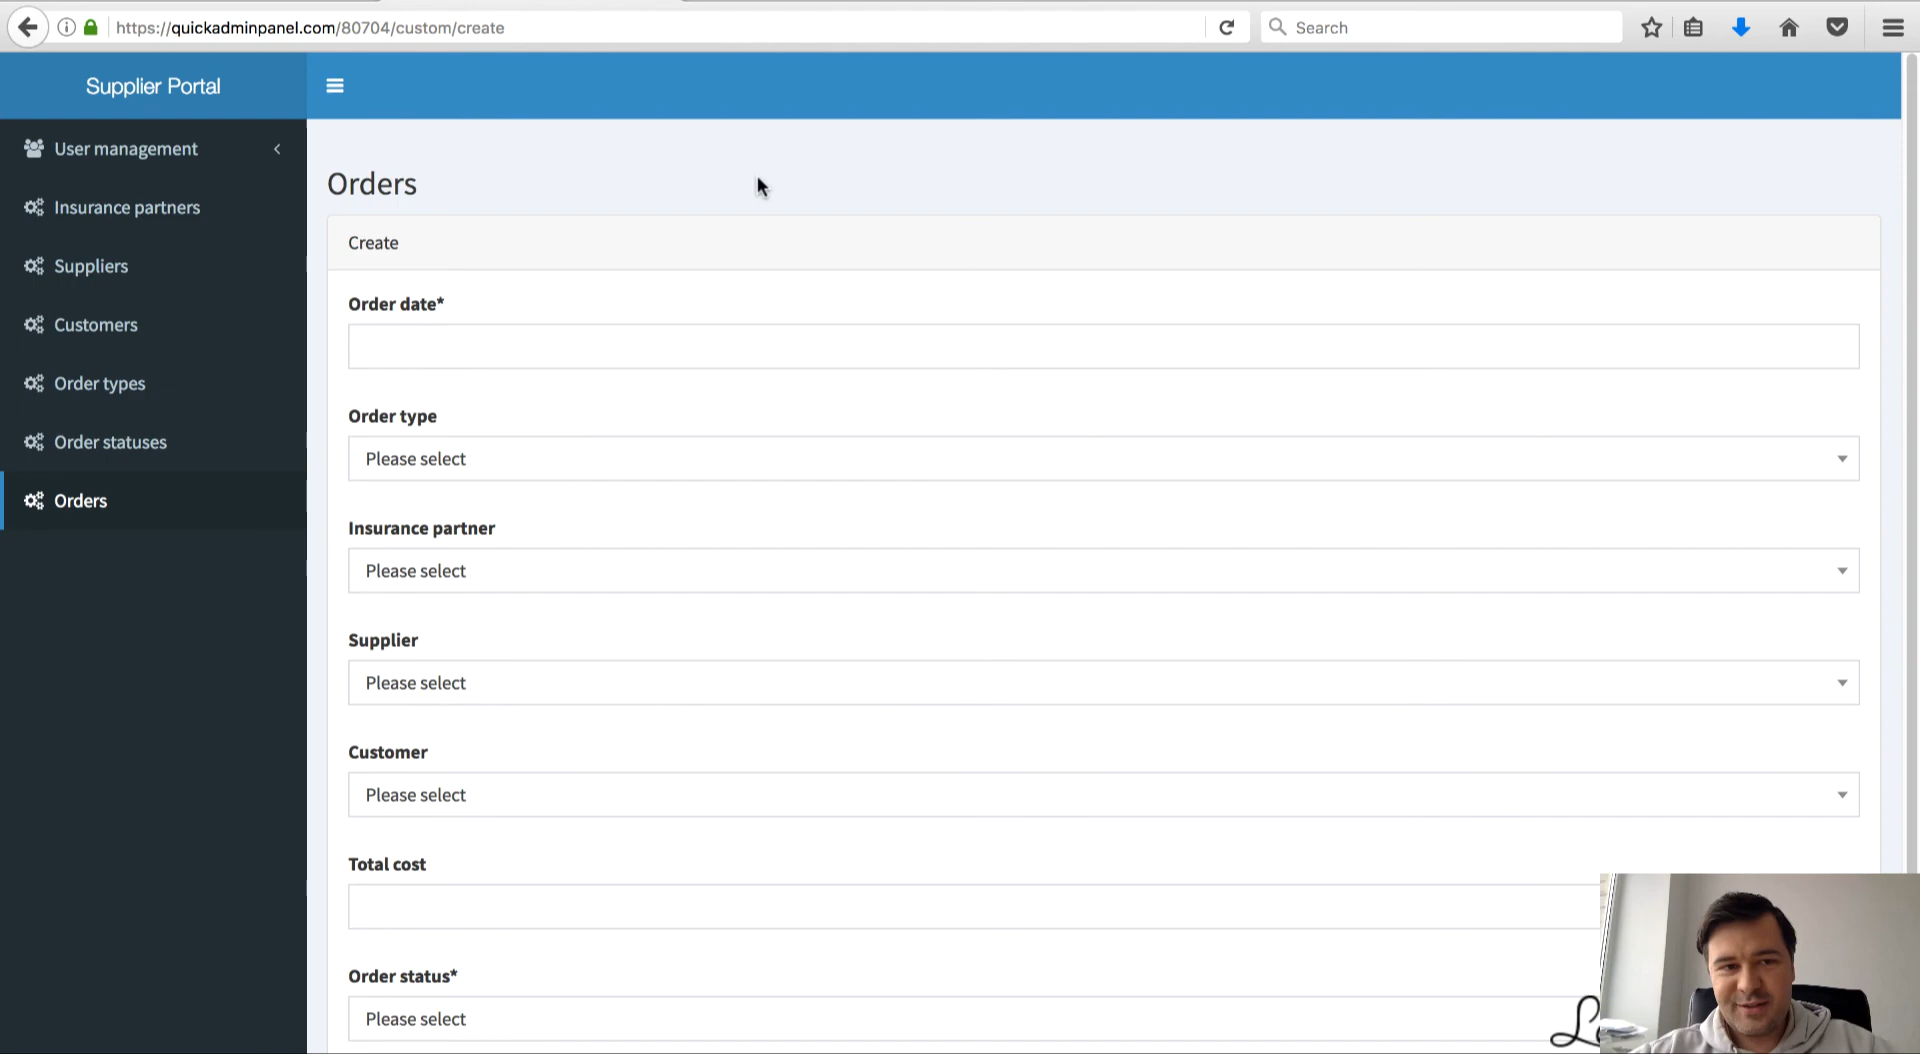 https://quickadminpanel.com/80704/custom/create
Search
Supplier Portal
User management
Insurance partners
Suppliers
Customers
Order types
Order statuses
Orders
Orders
Create
Order date*
Order type
Please select
Insurance partner
Please select
Supplier
Please select
Customer
Please select
Total cost
Order status*
Please select